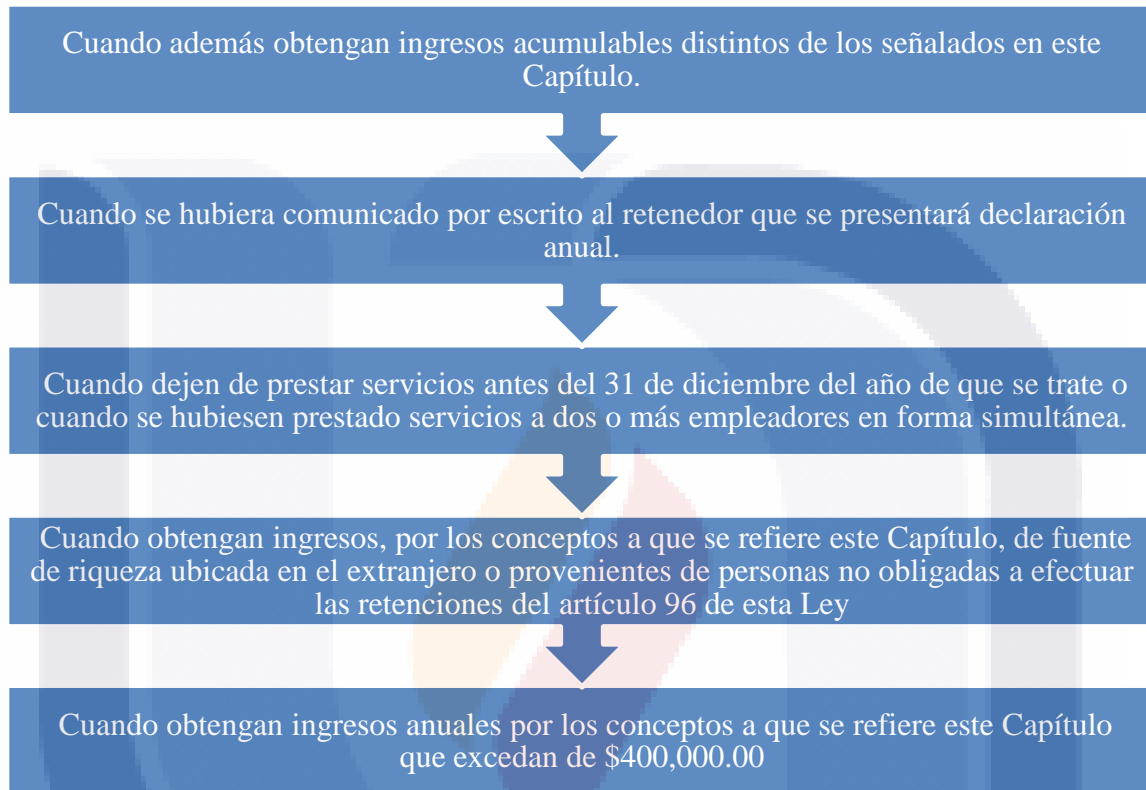 Cuando además obtengan ingresos acumulables distintos de los señalados en este
Capítulo.
Cuando se hubiera comunicado por escrito al retenedor que se presentará declaración
anual.
Cuando dejen de prestar servicios antes del 31 de diciembre del año de que se trate o
cuando se hubiesen prestado servicios a dos o más empleadores en forma simultánea.
Cuando obtengan ingresos, por los conceptos a que se refiere este Capítulo, de fuente
de riqueza ubicada en el extranjero o provenientes de personas no obligadas a efectuar
las retenciones del artículo 96 de esta Ley
Cuando obtengan ingresos anuales por los conceptos a que se refiere este Capítulo
que excedan de $400,000.00